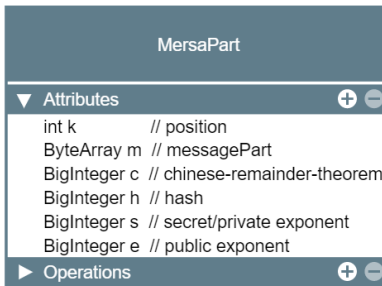 MersaPart
Attributes
int k // position
ByteArray m // messagePart
BigInteger c // chinese-remainder-theorem
BigInteger h // hash
BigInteger s // secret/private exponent
BigInteger e // public exponent
Operations